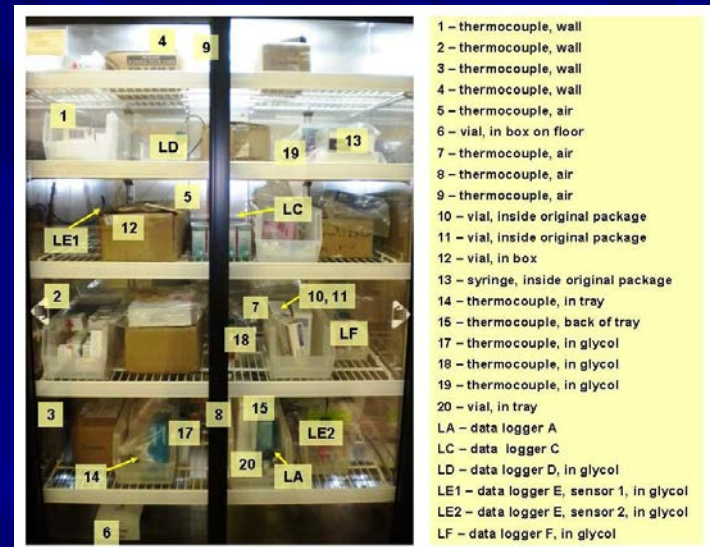 4
9
1
LD
19
13
5
LE1
12
LC
2
7
10, 11
18
LF
3
8
15
17
LE2
14
20
LA
6
1 – thermocouple, wall
2 – thermocouple, wall
3 – thermocouple, wall
4 – thermocouple, wall
5 – thermocouple, air
6 – vial, in box on floor
7 – thermocouple, air
8 – thermocouple, air
9 – thermocouple, air
10 – vial, inside original package
11 – vial, inside original package
12 – vial, in box
13 – syringe, inside original package
14 – thermocouple, in tray
15 – thermocouple, back of tray
17 – thermocouple, in glycol
18 – thermocouple, in glycol
19 – thermocouple, in glycol
20 – vial, in tray
LA – data logger A
LC – data logger C
LD – data logger D, in glycol
LE1 – data logger E, sensor 1, in glycol
LE2 – data logger E, sensor 2, in glycol
LF – data logger F, in glycol